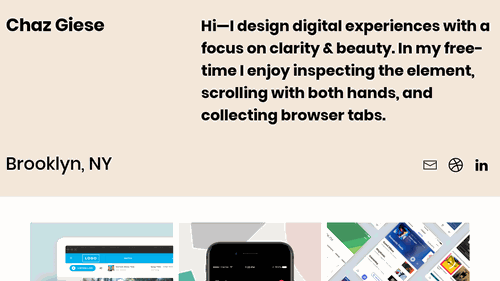 Chaz Giese
Hi—I design digital experiences with a
focus on clarity & beauty. In my free-
time I enjoy inspecting the element,
scrolling with both hands, and
collecting browser tabs.
Brooklyn, NY
in
LOGO